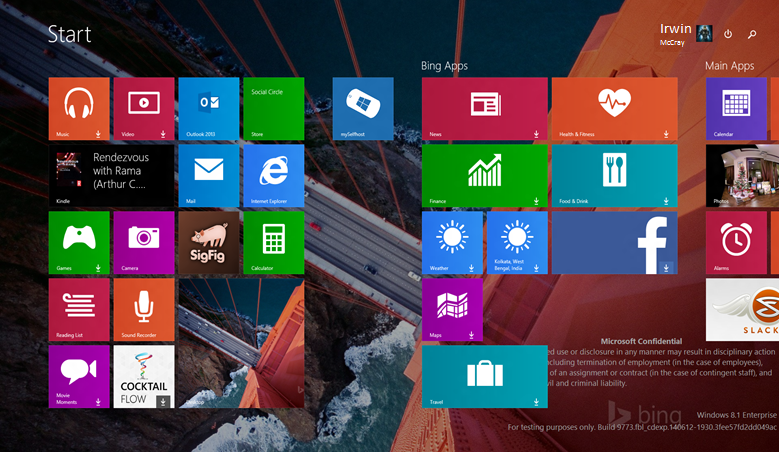 Start
Irwin
McCray
Bing Apps
Main Apps
Music
Video
Outlook 2013
Social Circle
Store
mySelfhost
News
Health & Fitness
Calendar
Rendezvous
with Rama
(Arthur C....
Kindle
Mail
Internet Explorer
Finance
Food & Drink
Photos
Games
Camera
SigFig
Calculator
Weather
Kolkata, West
Bengal, India
f
Alarms
Reading List
Sound Recorder
Desktop
Maps
SLACK
Movie
Moments
COCKTAIL
FLOW
Travel
Microsoft Confidential
ed use or disclosure in any manner may result in disciplinary action
ncluding termination of employment (in the case of employees),
of an assignment or contract (in the case of contingent staff), and
vil and criminal liability.
bing
Windows 8.1 Enterprise
For testing purposes only. Build 9773.fbl_cdexp.140612-1930.3fee57fd2dd049ac